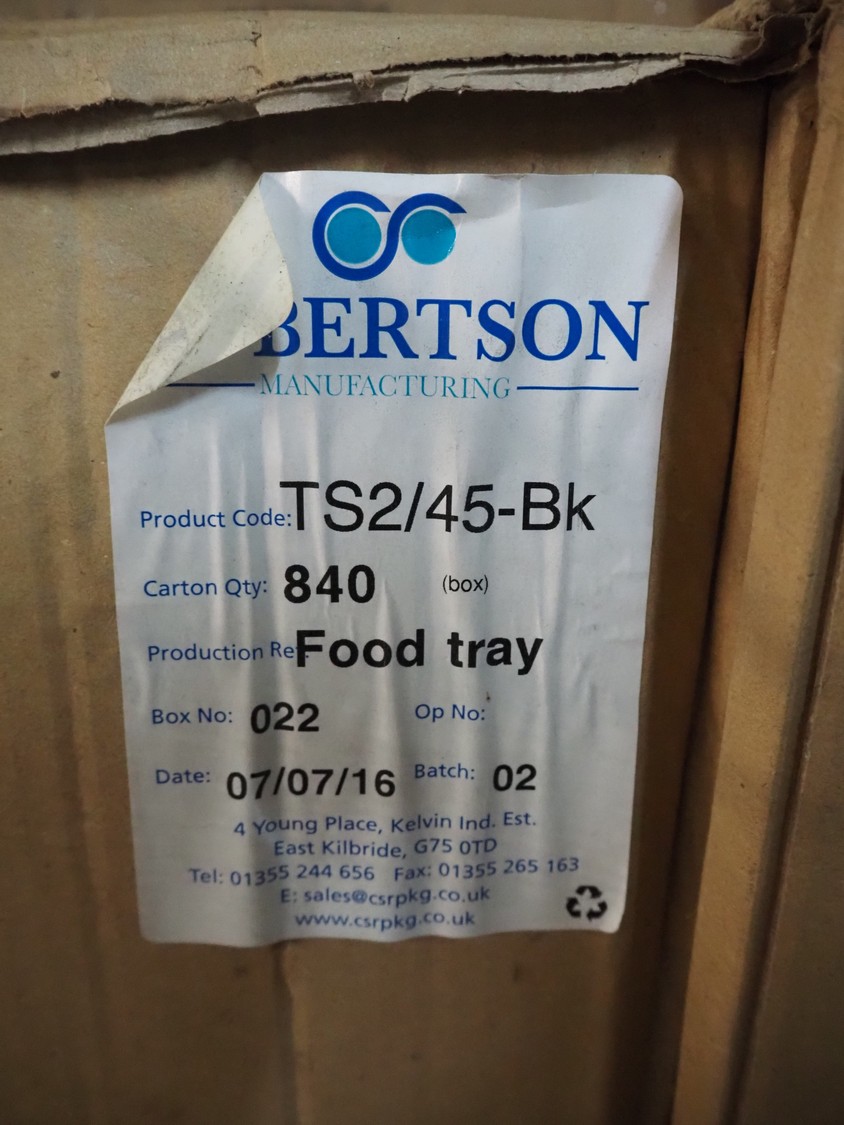 BERTSON
MANUFACTURING
Product Code: TS2/45-Bk
Carton Qty: 840 (box)
Production Re Food tray
Box No: 022 Op No:
Date: 07/07/16 Batch: 02
4 Young Place, Kelvin Ind. Est.
East Kilbride, G75 0TD
Tel: 01355 244 656 Fax: 01355 265 163
E: sales@csrpkg.co.uk
www.csrpkg.co.uk